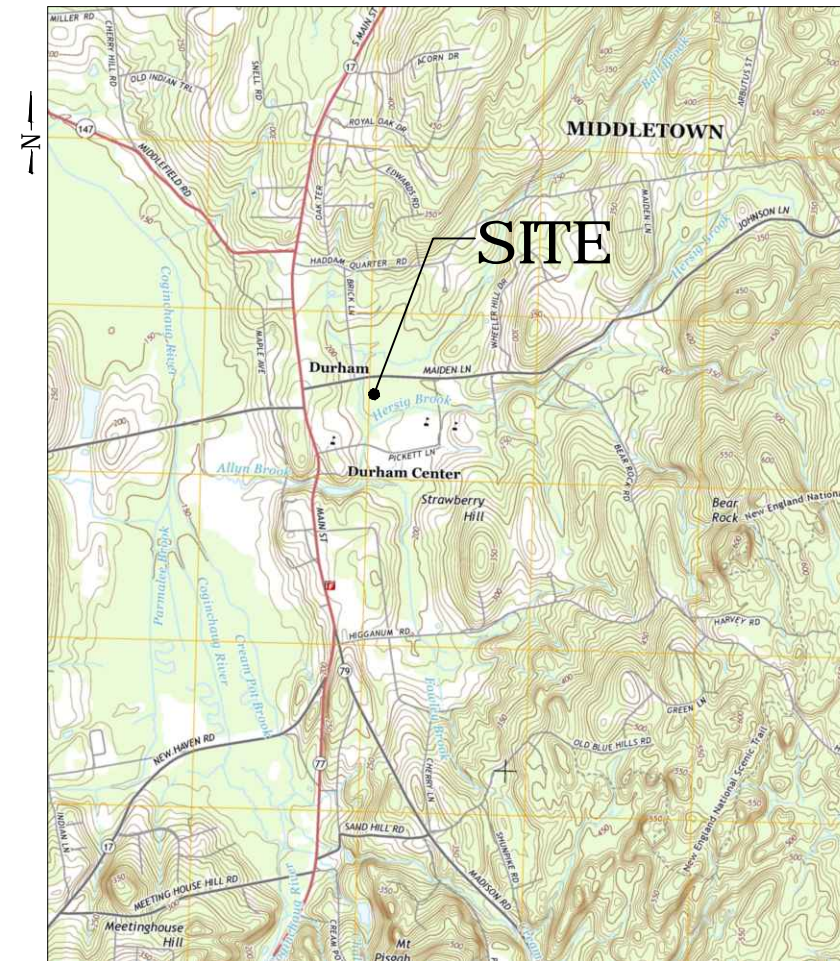 MILLER RD
CHERRY HILL RD
OLD INDIAN TRL
SNELL RD
S MAIN ST
17
ACORN DR
Ball Brook
ARBUTUS ST
147
MIDDLEFIELD RD
ROYAL OAK DR
MIDDLETOWN
N
EDWARDS RD
OAK TER
MAIDEN LN
JOHNSON LN
SITE
Hersig Brook
HADDAM QUARTER RD
BRICK LN
Coginchaug River
WHEELER HILL DR
MAPLE AVE
Durham
MAIDEN LN
Hersig Brook
PICKETT LN
BEAR ROCK RD
Allyn Brook
Durham Center
Strawberry
Hill
Bear
Rock
New England National
MAIN ST
Parmalee Brook
Coginchaug River
Cream Pot Brook
HIGGANUM RD
HARVEY RD
79
GREEN LN
NEW HAVEN RD
OLD BLUE HILLS RD
77
CHERRY LN
New England National Scenic Trail
INDIAN LN
17
SAND HILL RD
SHUNPIKE RD
MADISON RD
MEETING HOUSE HILL RD
Meetinghouse
Hill
Mt
Pisgah